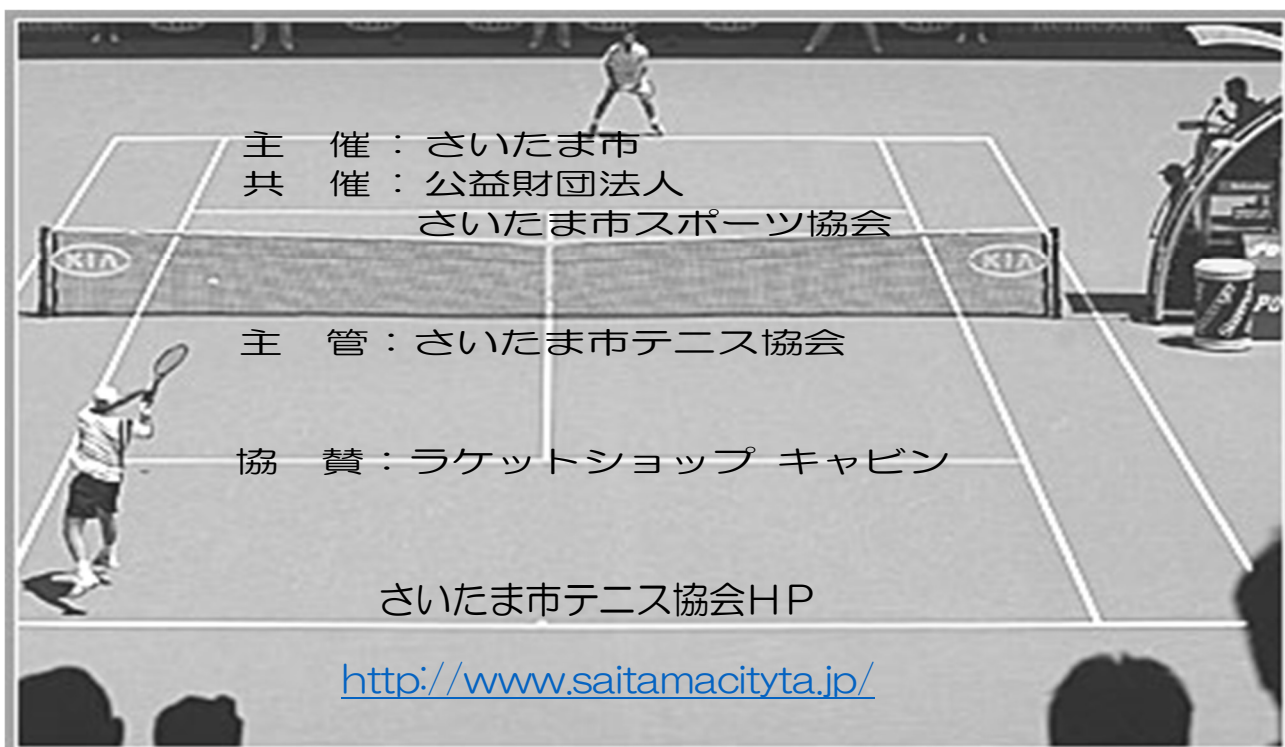 主　催：さいたま市
共　催：公益財団法人
さいたま市スポーツ協会
KIA
KIA
主　管：さいたま市テニス協会
協　賛：ラケットショップ キャビン
さいたま市テニス協会HP
http://www.saitamacityta.jp/